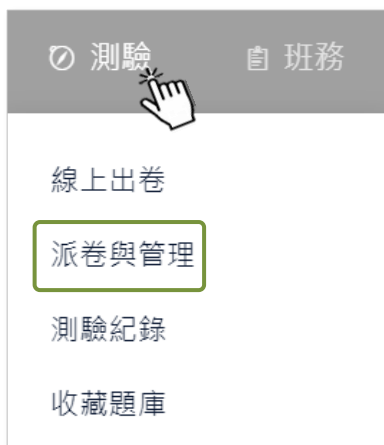 測驗 班務
線上出卷
派卷與管理
測驗紀錄
收藏題庫